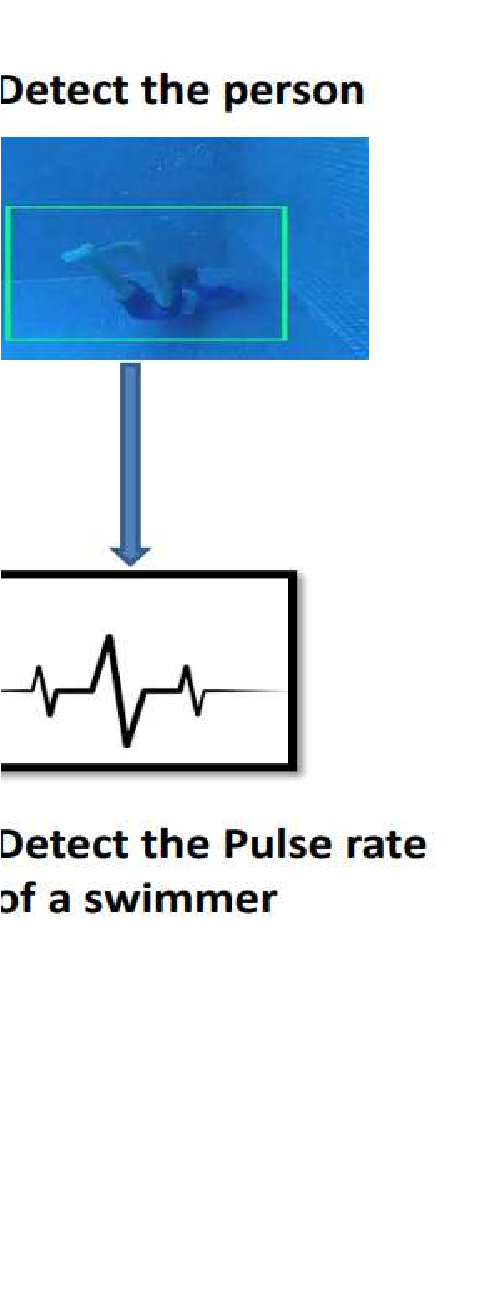 Detect the person
Detect the Pulse rate
of a swimmer